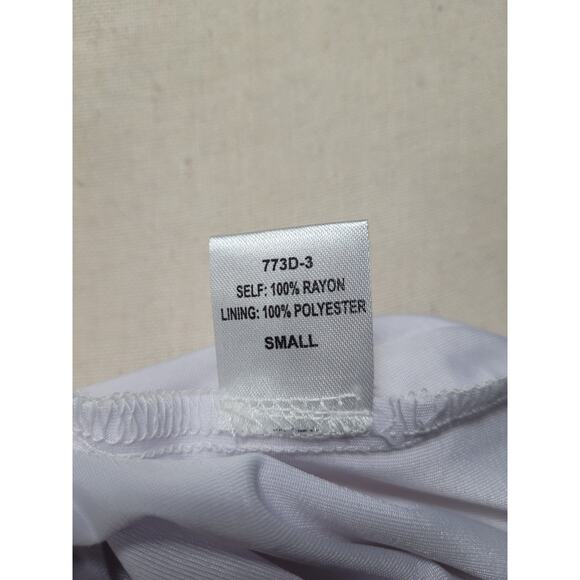 773D-3
SELF: 100% RAYON
LINING: 100% POLYESTER
SMALL